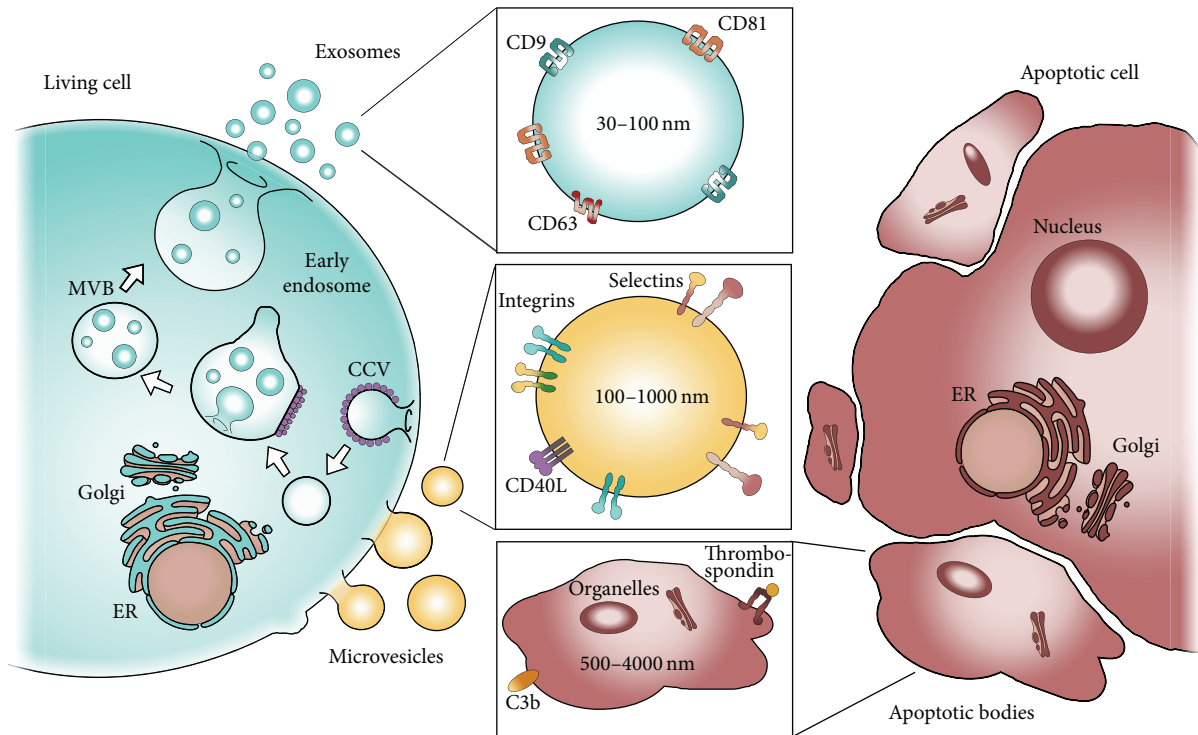 Living cell
Exosomes
MVB
Early
endosome
CCV
Golgi
ER
Microvesicles
CD9
CD81
30–100 nm
CD63
Integrins
Selectins
100–1000 nm
CD40L
Thrombo-
spondin
Organelles
500–4000 nm
C3b
Apoptotic cell
Nucleus
ER
Golgi
Apoptotic bodies